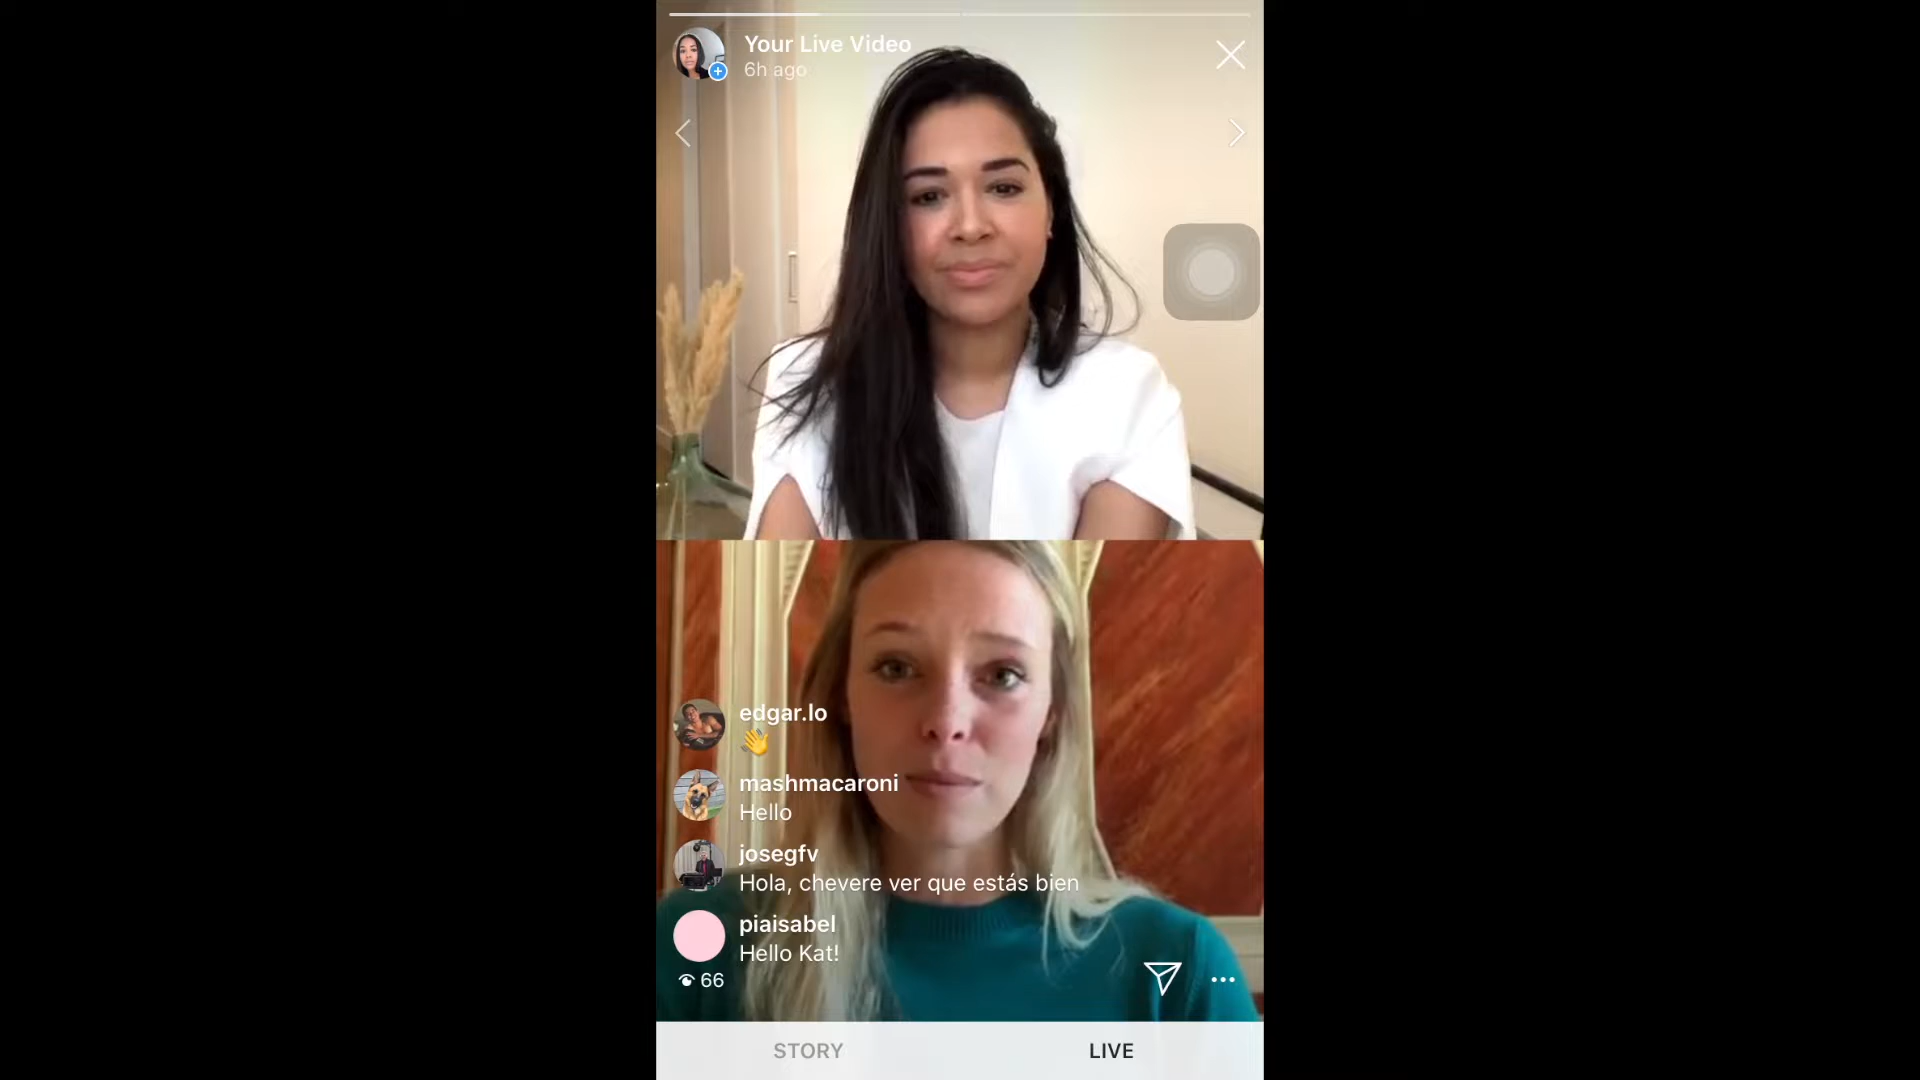 Your Live Video
6h ago
edgar.lo
👋
mashmacaroni
Hello
josegfv
Hola, chevere ver que estás bien
piaisabel
Hello Kat!
66
STORY
LIVE